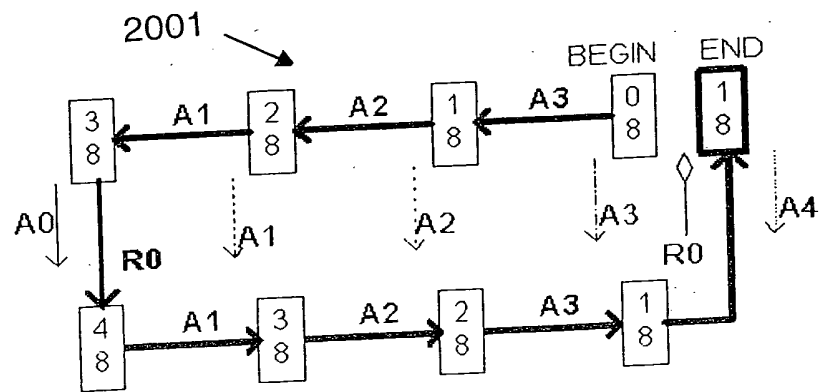 2001
BEGIN END
3 8 A1 2 8 A2 1 8 A3 0 8 1 8
A0 R0 A1 A2 A3 R0 A4
4 8 A1 3 8 A2 2 8 A3 1 8